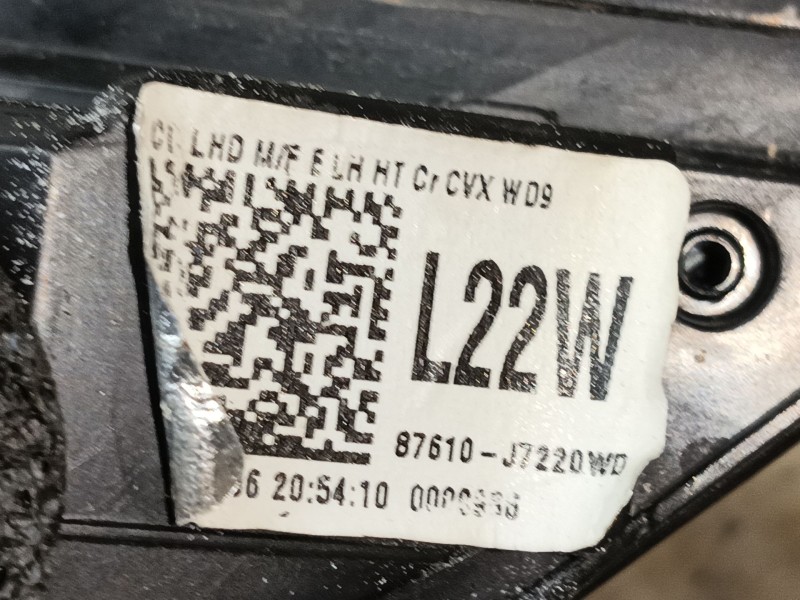 LHD M/F E LH HT Cr CVX WD9
L22W
87610-J7220WD
20:54:10